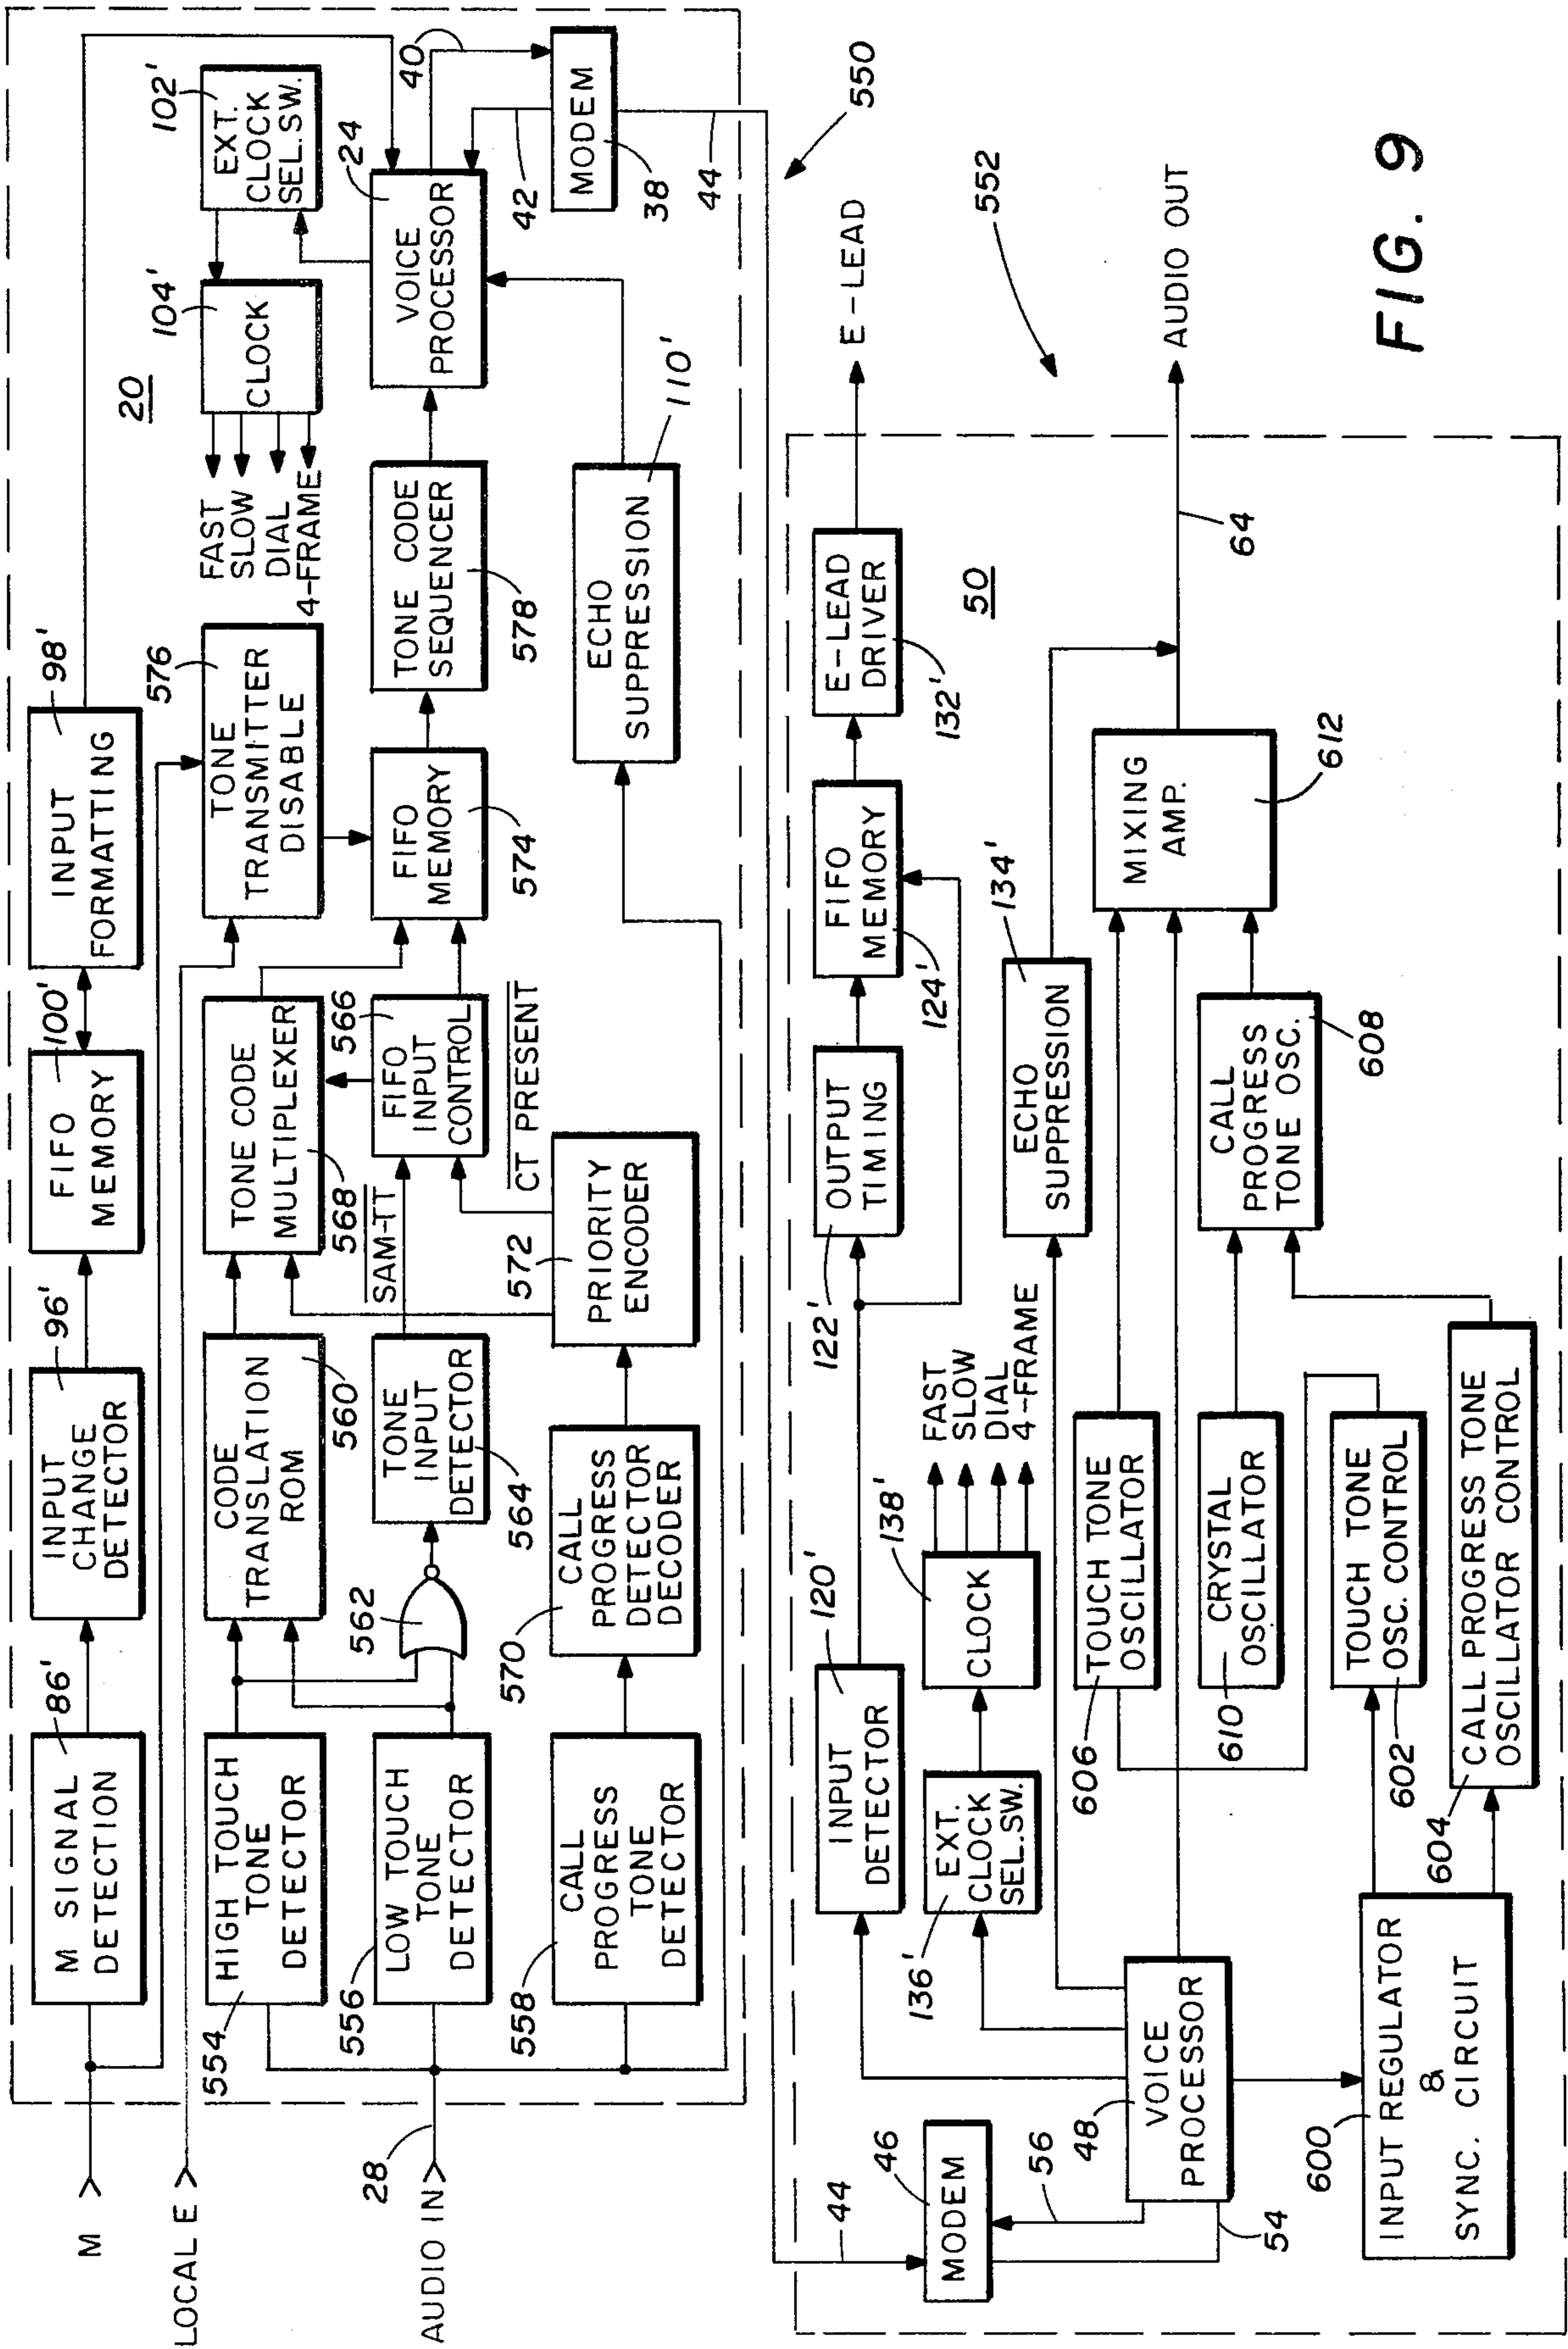 M >
LOCAL E >
AUDIO IN >
28
M SIGNAL
DETECTION
86'
INPUT
CHANGE
DETECTOR
96'
FIFO
MEMORY
100'
INPUT
FORMATTING
98'
554
HIGH TOUCH
TONE
DETECTOR
CODE
TRANSLATION
ROM
560
TONE CODE
MULTIPLEXER
568
TONE
TRANSMITTER
DISABLE
576
20
FAST
SLOW
DIAL
4-FRAME
CLOCK
104'
EXT.
CLOCK
SEL.SW.
102'
556
LOW TOUCH
TONE
DETECTOR
562
TONE
INPUT
DETECTOR
564
SAM-TT
FIFO
INPUT
CONTROL
566
CT PRESENT
FIFO
MEMORY
574
TONE CODE
SEQUENCER
578
VOICE
PROCESSOR
24
40
42
MODEM
38
44
558
CALL
PROGRESS
TONE
DETECTOR
570
CALL
PROGRESS
DETECTOR
DECODER
572
PRIORITY
ENCODER
ECHO
SUPPRESSION
110'
550
44
MODEM
46
56
54
48
VOICE
PROCESSOR
INPUT
DETECTOR
120'
122'
OUTPUT
TIMING
FIFO
MEMORY
124'
E-LEAD
DRIVER
132'
E-LEAD
50
552
136'
EXT.
CLOCK
SEL.SW.
CLOCK
138'
FAST
SLOW
DIAL
4-FRAME
ECHO
SUPPRESSION
134'
606
TOUCH TONE
OSCILLATOR
MIXING
AMP.
612
64
AUDIO OUT
610
CRYSTAL
OSCILLATOR
CALL
PROGRESS
TONE OSC.
608
600
INPUT REGULATOR
&
SYNC. CIRCUIT
602
TOUCH TONE
OSC. CONTROL
604
CALL PROGRESS TONE
OSCILLATOR CONTROL
FIG. 9